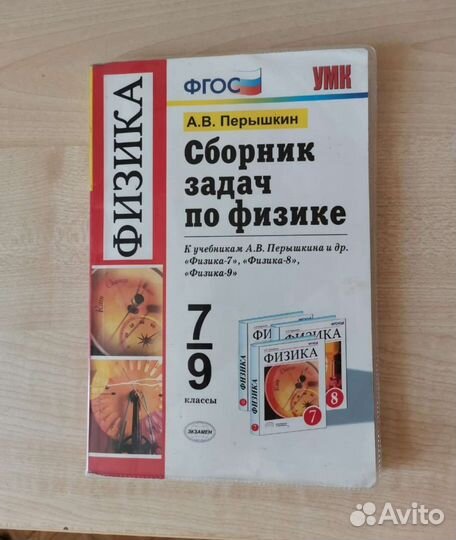 ФИЗИКА
ФГОС
УМК
А.В. Перышкин
Сборник
задач
по физике
К учебникам А.В. Перышкина и др.
«Физика-7», «Физика-8»,
«Физика-9»
7
9
классы
ФИЗИКА
ФИЗИКА
7
8
ЭКЗАМЕН
Avito